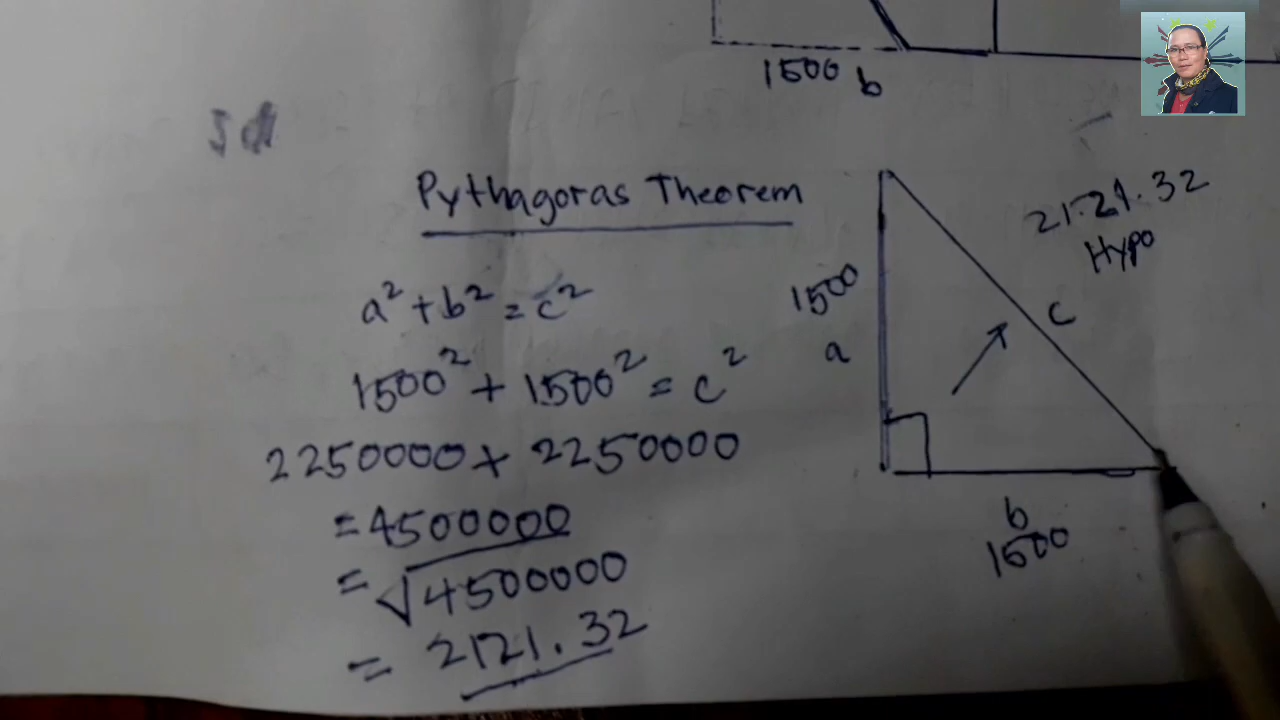 1500 b
Pythagoras Theorem
a² + b² = c²
1500² + 1500² = c²
2250000 + 2250000
= 4500000
= √4500000
= 2121.32
2121.32
Hypo
1500
a
c
b
1500